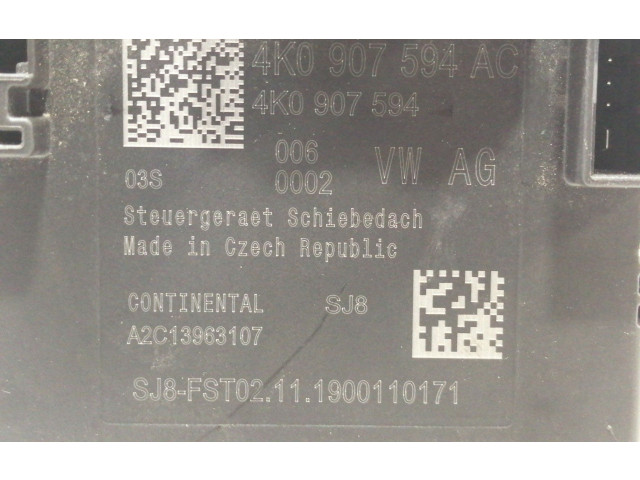 4K0 907 594 AC
4K0 907 594
006 VW AG
03S 0002
Steuergeraet Schiebedach
Made in Czech Republic
CONTINENTAL SJ8
A2C13963107
SJ8-FST02.11.1900110171